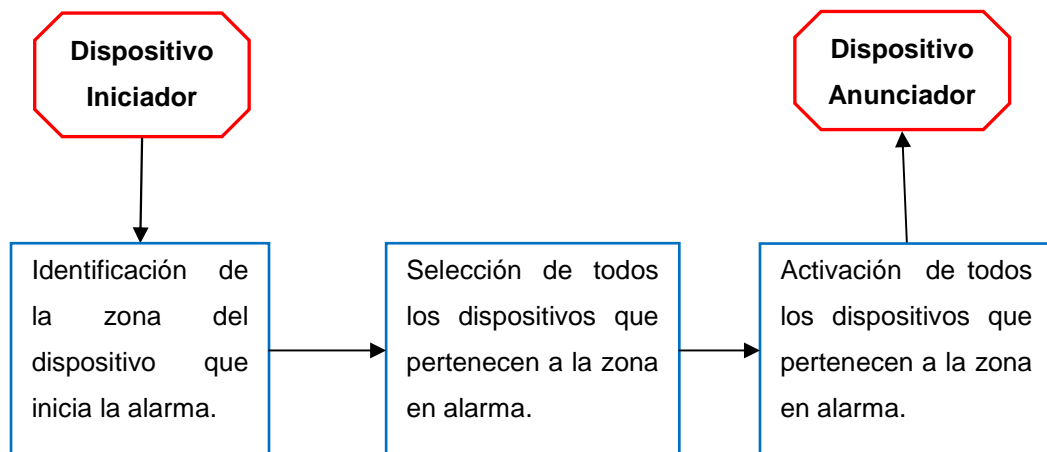 Dispositivo
Iniciador
Dispositivo
Anunciador
Identificación de
la zona del
dispositivo que
inicia la alarma.
Selección de todos
los dispositivos que
pertenecen a la zona
en alarma.
Activación de todos
los dispositivos que
pertenecen a la zona
en alarma.